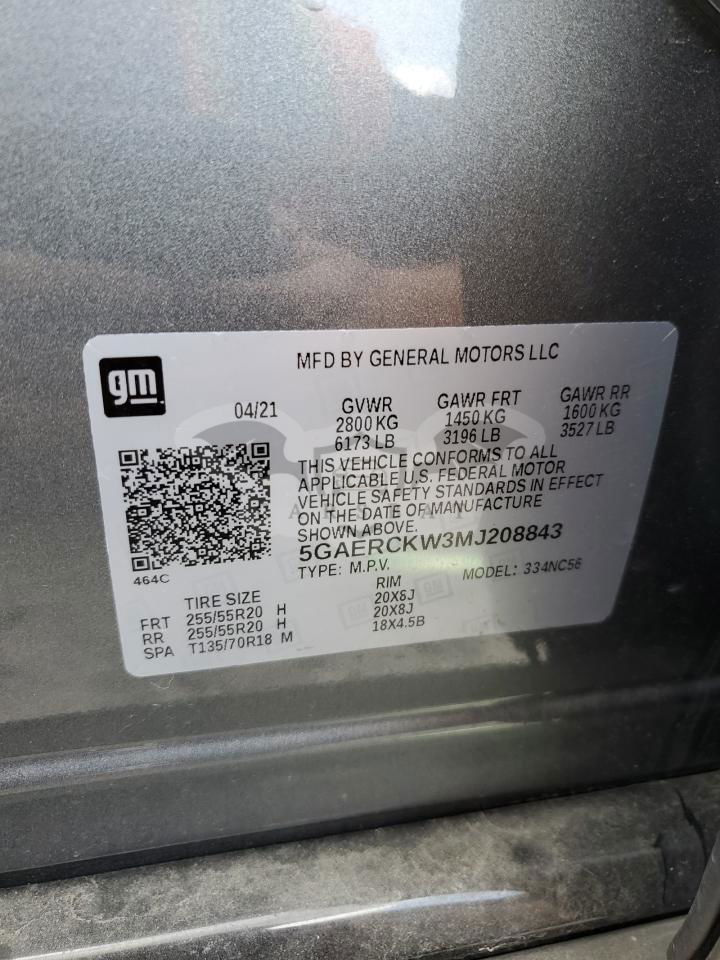 gm
MFD BY GENERAL MOTORS LLC
04/21
GVWR
2800 KG
6173 LB
GAWR FRT
1450 KG
3196 LB
GAWR RR
1600 KG
3527 LB
THIS VEHICLE CONFORMS TO ALL
APPLICABLE U.S. FEDERAL MOTOR
VEHICLE SAFETY STANDARDS IN EFFECT
ON THE DATE OF MANUFACTURE
SHOWN ABOVE.
5GAERCKW3MJ208843
TYPE: M.P.V. MODEL: 334NC56
464C
TIRE SIZE RIM
FRT 255/55R20 H 20X8J
RR 255/55R20 H 20X8J
SPA T135/70R18 M 18X4.5B